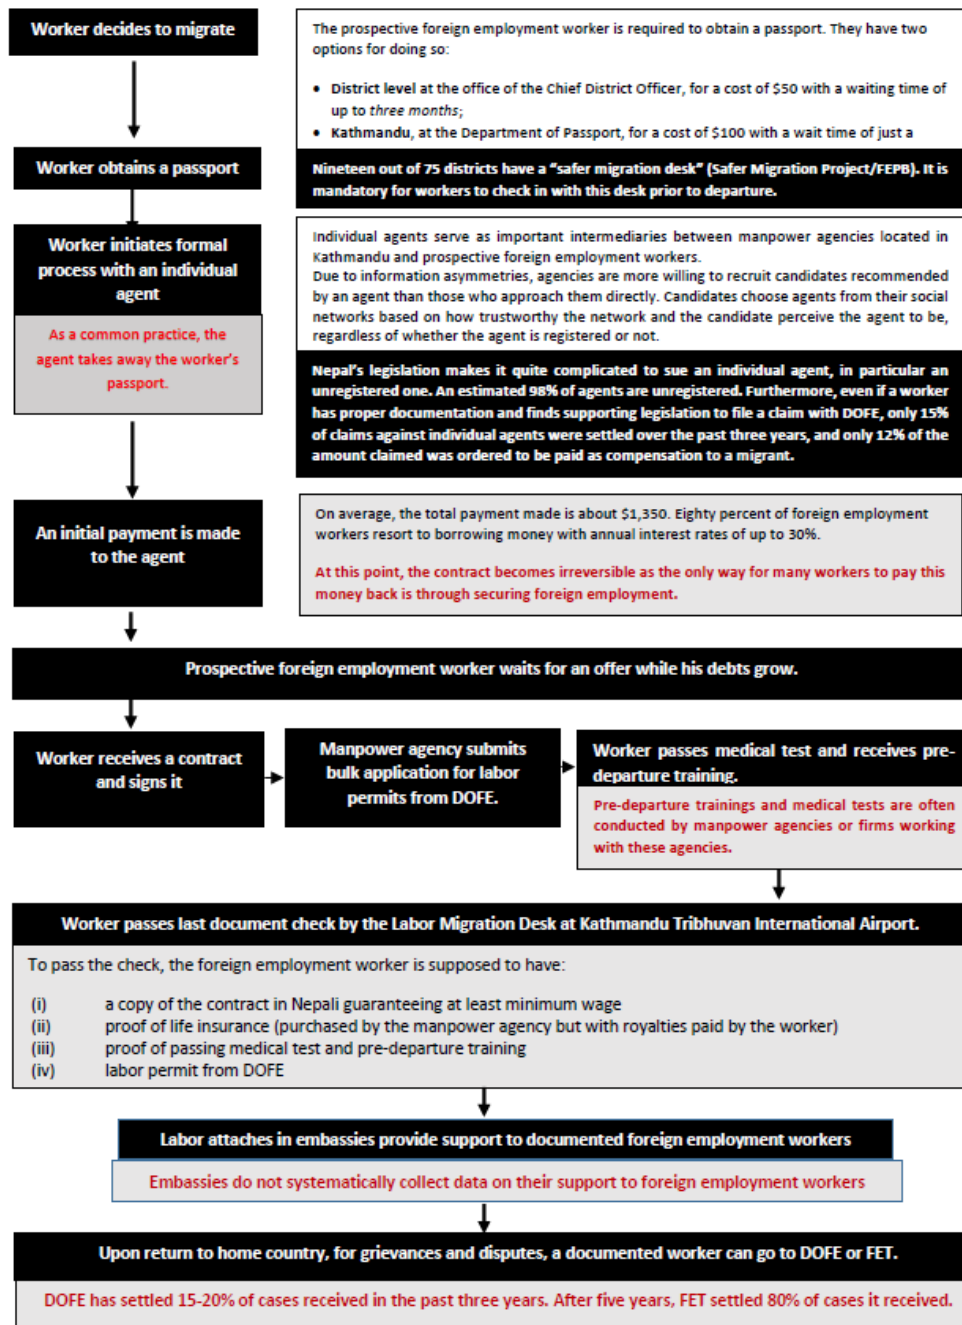 Worker decides to migrate
The prospective foreign employment worker is required to obtain a passport. They have two
options for doing so:
• District level at the office of the Chief District Officer, for a cost of $50 with a waiting time of
up to three months;
• Kathmandu, at the Department of Passport, for a cost of $100 with a wait time of just a
Worker obtains a passport
Nineteen out of 75 districts have a "safer migration desk" (Safer Migration Project/FEPB). It is
mandatory for workers to check in with this desk prior to departure.
Worker initiates formal
process with an individual
agent
As a common practice, the
agent takes away the worker's
passport.
Individual agents serve as important intermediaries between manpower agencies located in
Kathmandu and prospective foreign employment workers.
Due to information asymmetries, agencies are more willing to recruit candidates recommended
by an agent than those who approach them directly. Candidates choose agents from their social
networks based on how trustworthy the network and the candidate perceive the agent to be,
regardless of whether the agent is registered or not.
Nepal's legislation makes it quite complicated to sue an individual agent, in particular an
unregistered one. An estimated 98% of agents are unregistered. Furthermore, even if a worker
has proper documentation and finds supporting legislation to file a claim with DOFE, only 15%
of claims against individual agents were settled over the past three years, and only 12% of the
amount claimed was ordered to be paid as compensation to a migrant.
An initial payment is made
to the agent
On average, the total payment made is about $1,350. Eighty percent of foreign employment
workers resort to borrowing money with annual interest rates of up to 30%.
At this point, the contract becomes irreversible as the only way for many workers to pay this
money back is through securing foreign employment.
Prospective foreign employment worker waits for an offer while his debts grow.
Worker receives a contract
and signs it
Manpower agency submits
bulk application for labor
permits from DOFE.
Worker passes medical test and receives pre-
departure training.
Pre-departure trainings and medical tests are often
conducted by manpower agencies or firms working
with these agencies.
Worker passes last document check by the Labor Migration Desk at Kathmandu Tribhuvan International Airport.
To pass the check, the foreign employment worker is supposed to have:
(i) a copy of the contract in Nepali guaranteeing at least minimum wage
(ii) proof of life insurance (purchased by the manpower agency but with royalties paid by the worker)
(iii) proof of passing medical test and pre-departure training
(iv) labor permit from DOFE
Labor attaches in embassies provide support to documented foreign employment workers
Embassies do not systematically collect data on their support to foreign employment workers
Upon return to home country, for grievances and disputes, a documented worker can go to DOFE or FET.
DOFE has settled 15-20% of cases received in the past three years. After five years, FET settled 80% of cases it received.